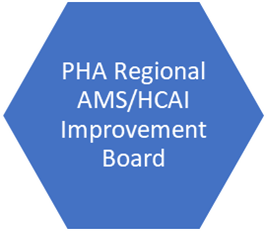 PHA Regional
AMS/HCAI
Improvement
Board